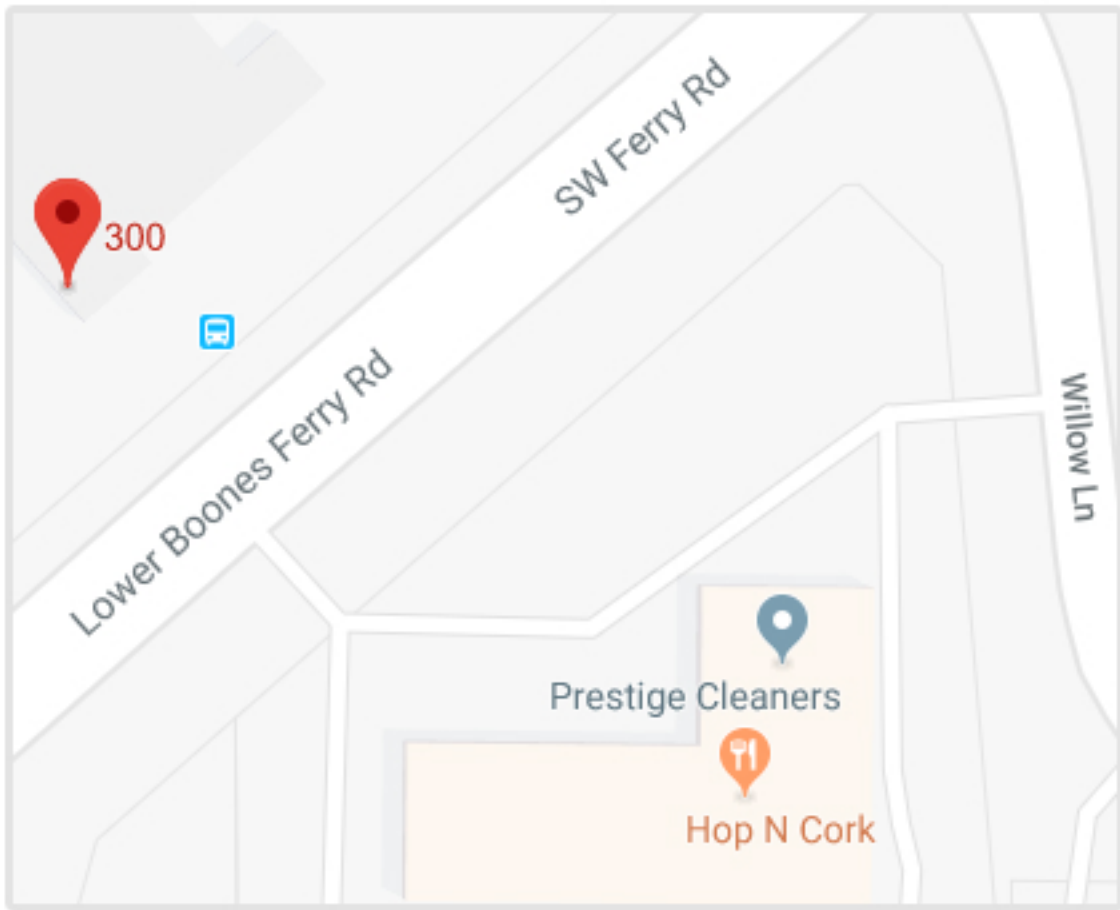 SW Ferry Rd
300
Lower Boones Ferry Rd
Willow Ln
Prestige Cleaners
Hop N Cork